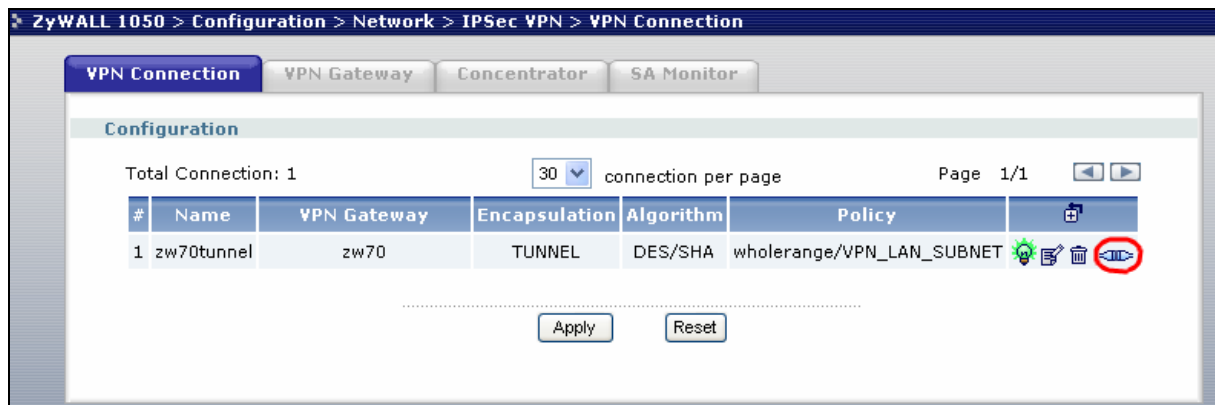 ZyWALL 1050 > Configuration > Network > IPSec VPN > VPN Connection
VPN Connection VPN Gateway Concentrator SA Monitor
Configuration
Total Connection: 1 30 connection per page Page 1/1
# Name VPN Gateway Encapsulation Algorithm Policy
1 zw70tunnel zw70 TUNNEL DES/SHA wholerange/VPN_LAN_SUBNET
Apply Reset